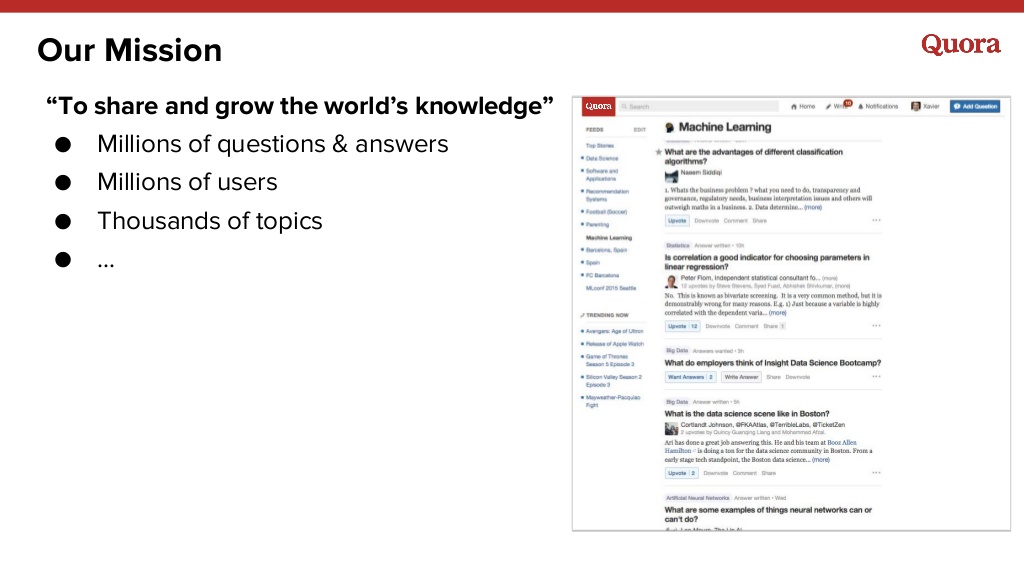 Our Mission
Quora
“To share and grow the world’s knowledge”
● Millions of questions & answers
● Millions of users
● Thousands of topics
● ...
Quora
Search
Home
10
Notifications
Xavier
Add Question
FEEDS EDIT
Top Stories
Data Science
Software and
Applications
Recommendation
Systems
Football (Soccer)
Parenting
Machine Learning
Barcelona, Spain
Spain
FC Barcelona
MLconf 2015 Seattle
TRENDING NOW
Avengers: Age of Ultron
Release of Apple Watch
Game of Thrones
Season 5 Episode 3
Silicon Valley Season 2
Episode 3
Mayweather-Pacquiao
Fight
Machine Learning
What are the advantages of different classification
algorithms?
Naeem Siddiqi
1. Whats the business problem ? what you need to do, transparency and
governance, regulatory needs, business interpretation issues and others will
outweigh maths in a business. 2. Data determine... (more)
Upvote Downvote Comment Share
Statistics Answer written • 10h
Is correlation a good indicator for choosing parameters in
linear regression?
Peter Flom, Independent statistical consultant fo... (more)
12 upvotes by Steve Stevens, Syed Fuad, Abhishek Shivkumar, (more)
No. This is known as bivariate screening. It is a very common method, but it is
demonstrably wrong for many reasons. E.g. 1) Just because a variable is highly
correlated with the dependent varia... (more)
Upvote 12 Downvote Comment Share 1
Big Data Answers wanted • 5h
What do employers think of Insight Data Science Bootcamp?
Want Answers 2 Write Answer Share Downvote
Big Data Answer written • 5h
What is the data science scene like in Boston?
Cortlandt Johnson, @FKAAtlas, @TerribleLabs, @TicketZen
2 upvotes by Quincy Guanqing Liang and Mohammad Afzal.
Ari has done a great job answering this. He and his team at Booz Allen
Hamilton is doing a ton for the data science community in Boston. From a
early stage tech standpoint, the Boston data science... (more)
Upvote 2 Downvote Comment Share
Artificial Neural Networks Answer written • Wed
What are some examples of things neural networks can or
can't do?